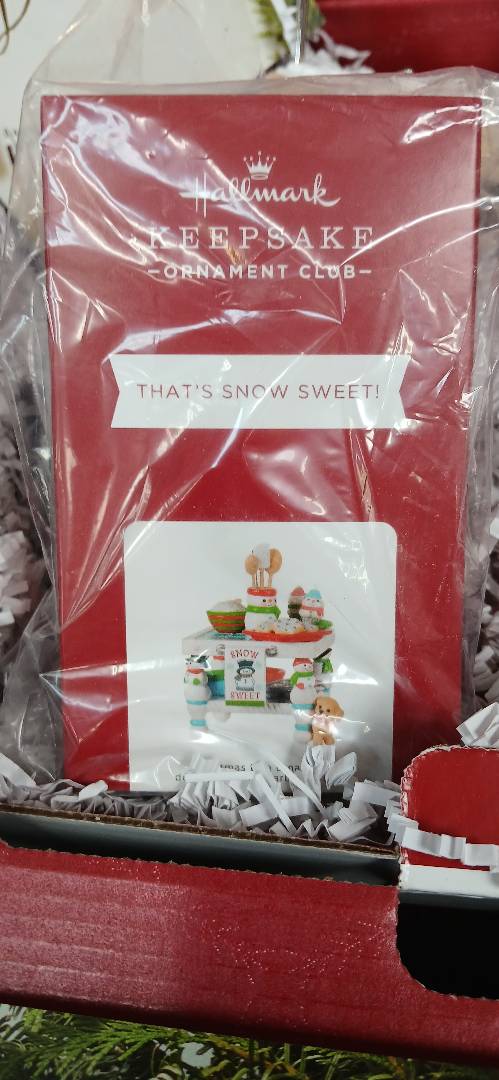 Hallmark
KEEPSAKE
—ORNAMENT CLUB—
THAT'S SNOW SWEET!
SNOW
SWEET